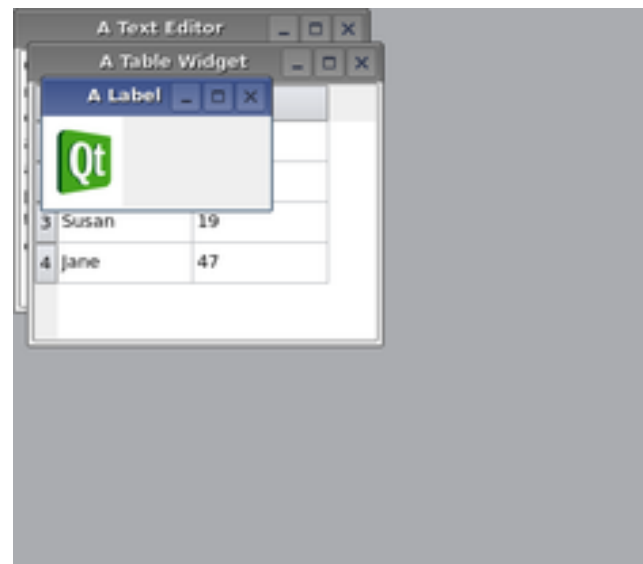 A Text Editor
A Table Widget
A Label
Qt
3 Susan 19
4 Jane 47